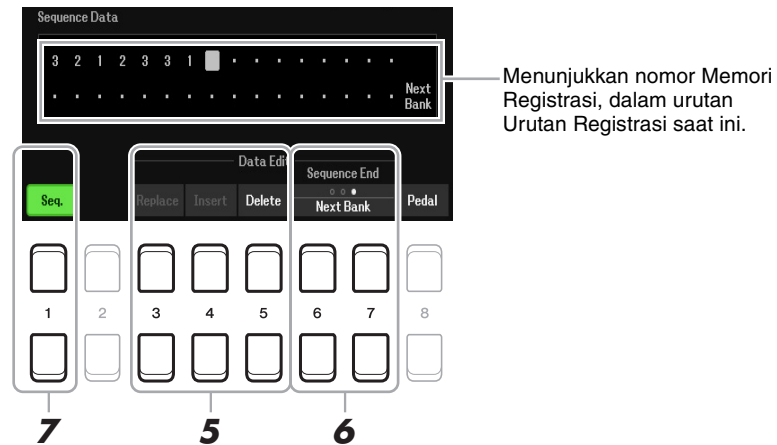 Sequence Data
3 2 1 2 3 3 1
Next
Bank
Menunjukkan nomor Memori
Registrasi, dalam urutan
Urutan Registrasi saat ini.
Data Edit
Sequence End
Seq.
Replace Insert Delete
Next Bank
Pedal
1 2 3 4 5 6 7 8
7 5 6